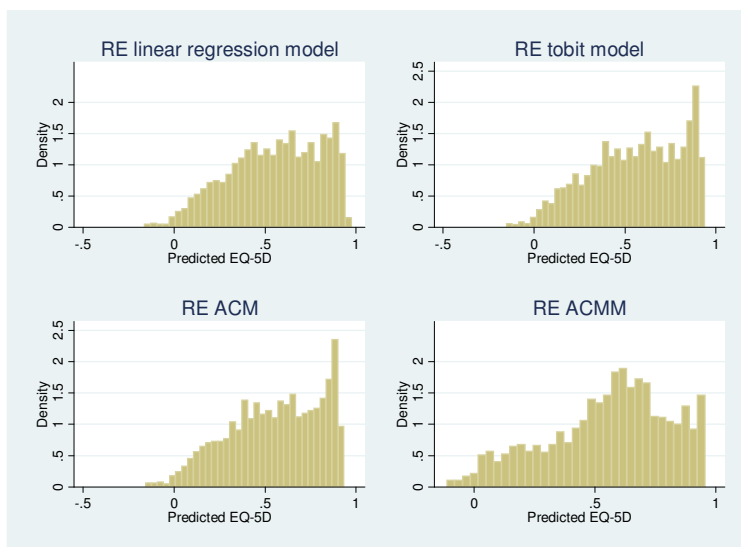 RE linear regression model
Density
2
1.5
1
.5
0
-.5 0 .5 1
Predicted EQ-5D
RE tobit model
Density
2.5
2
1.5
1
.5
0
-.5 0 .5 1
Predicted EQ-5D
RE ACM
Density
2.5
2
1.5
1
.5
0
-.5 0 .5 1
Predicted EQ-5D
RE ACMM
Density
2
1.5
1
.5
0
0 .5 1
Predicted EQ-5D